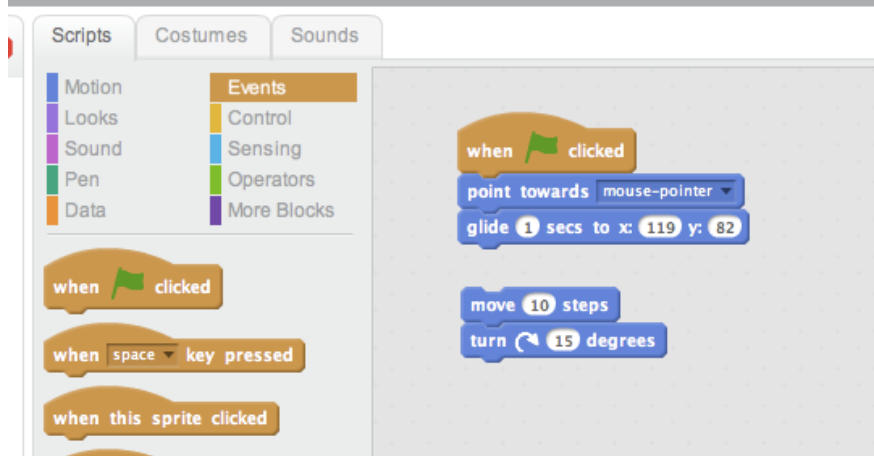 Scripts Costumes Sounds
Motion Events
Looks Control
Sound Sensing
Pen Operators
Data More Blocks
when clicked
when space key pressed
when this sprite clicked
when clicked
point towards mouse-pointer
glide 1 secs to x: 119 y: 82
move 10 steps
turn 15 degrees